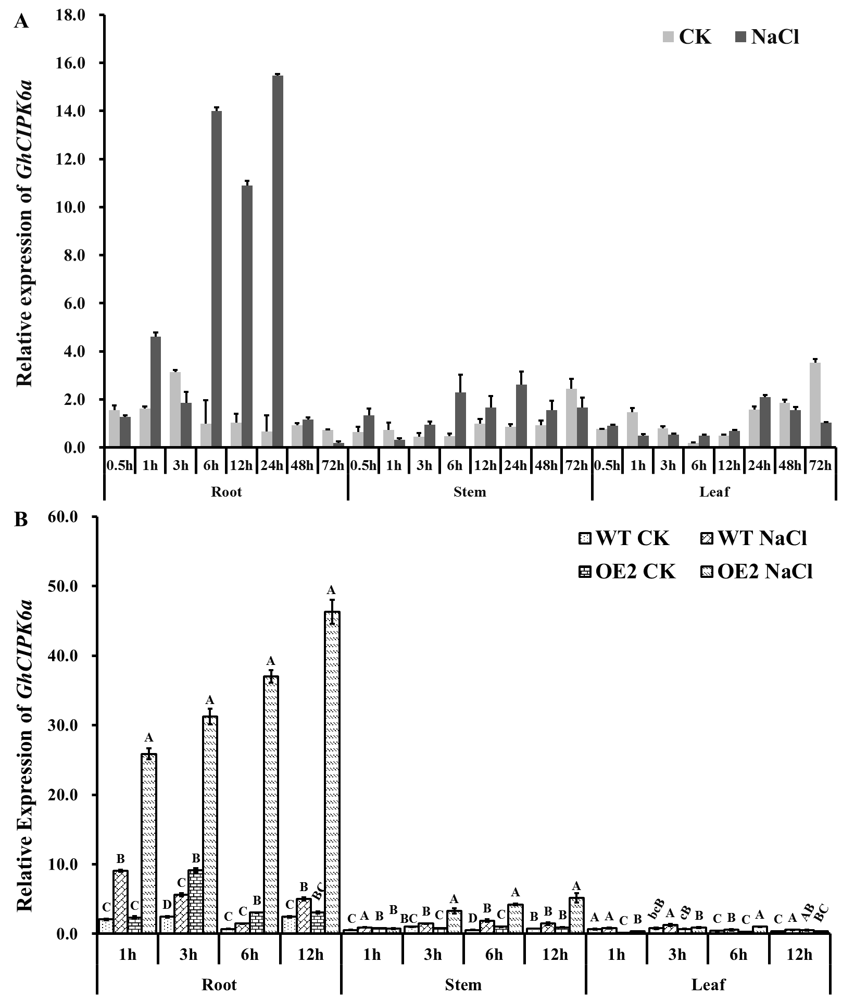 A
18.0
16.0
14.0
12.0
10.0
8.0
6.0
4.0
2.0
0.0
Relative expression of GhCIPK6a
CK NaCl
0.5h 1h 3h 6h 12h 24h 48h 72h 0.5h 1h 3h 6h 12h 24h 48h 72h 0.5h 1h 3h 6h 12h 24h 48h 72h
Root Stem Leaf
B
60.0
50.0
40.0
30.0
20.0
10.0
0.0
Relative Expression of GhCIPK6a
WT CK WT NaCl
OE2 CK OE2 NaCl
C B C A D C B A C C B A C B BC A C A B B BC B C A D B C A B B B A A A C B bcB A cB B C B C A C A AB BC
1h 3h 6h 12h 1h 3h 6h 12h 1h 3h 6h 12h
Root Stem Leaf